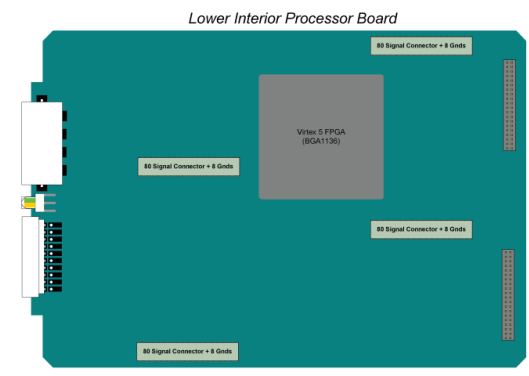 Lower Interior Processor Board
80 Signal Connector + 8 Gnds
Virtex 5 FPGA
(BGA1136)
80 Signal Connector + 8 Gnds
80 Signal Connector + 8 Gnds
80 Signal Connector + 8 Gnds